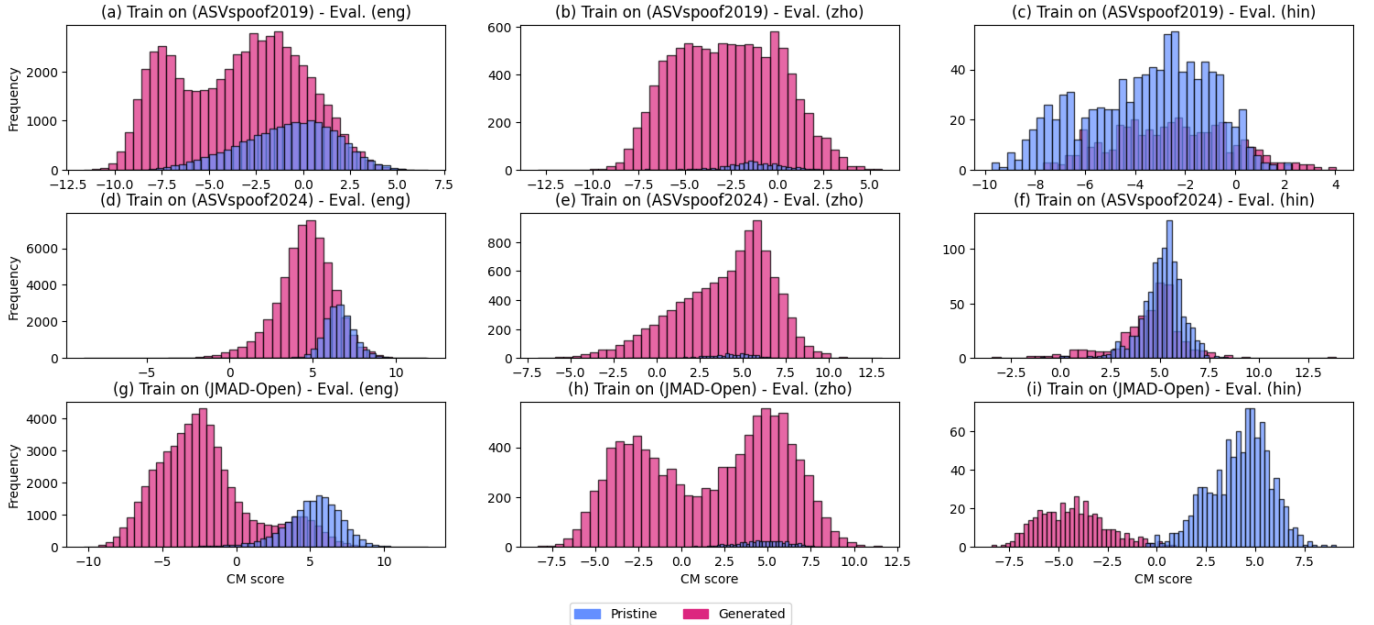 (a) Train on (ASVspoof2019) - Eval. (eng)
(b) Train on (ASVspoof2019) - Eval. (zho)
(c) Train on (ASVspoof2019) - Eval. (hin)
Frequency
2000
1000
0
−12.5 −10.0 −7.5 −5.0 −2.5 0.0 2.5 5.0 7.5
600
400
200
0
−12.5 −10.0 −7.5 −5.0 −2.5 0.0 2.5 5.0
40
20
0
−10 −8 −6 −4 −2 0 2 4
(d) Train on (ASVspoof2024) - Eval. (eng)
(e) Train on (ASVspoof2024) - Eval. (zho)
(f) Train on (ASVspoof2024) - Eval. (hin)
Frequency
6000
4000
2000
0
−5 0 5 10
800
600
400
200
0
−7.5 −5.0 −2.5 0.0 2.5 5.0 7.5 10.0 12.5
100
50
0
−2.5 0.0 2.5 5.0 7.5 10.0 12.5
(g) Train on (JMAD-Open) - Eval. (eng)
(h) Train on (JMAD-Open) - Eval. (zho)
(i) Train on (JMAD-Open) - Eval. (hin)
Frequency
4000
3000
2000
1000
0
−10 −5 0 5 10
CM score
400
200
0
−7.5 −5.0 −2.5 0.0 2.5 5.0 7.5 10.0 12.5
CM score
60
40
20
0
−7.5 −5.0 −2.5 0.0 2.5 5.0 7.5
CM score
Pristine Generated